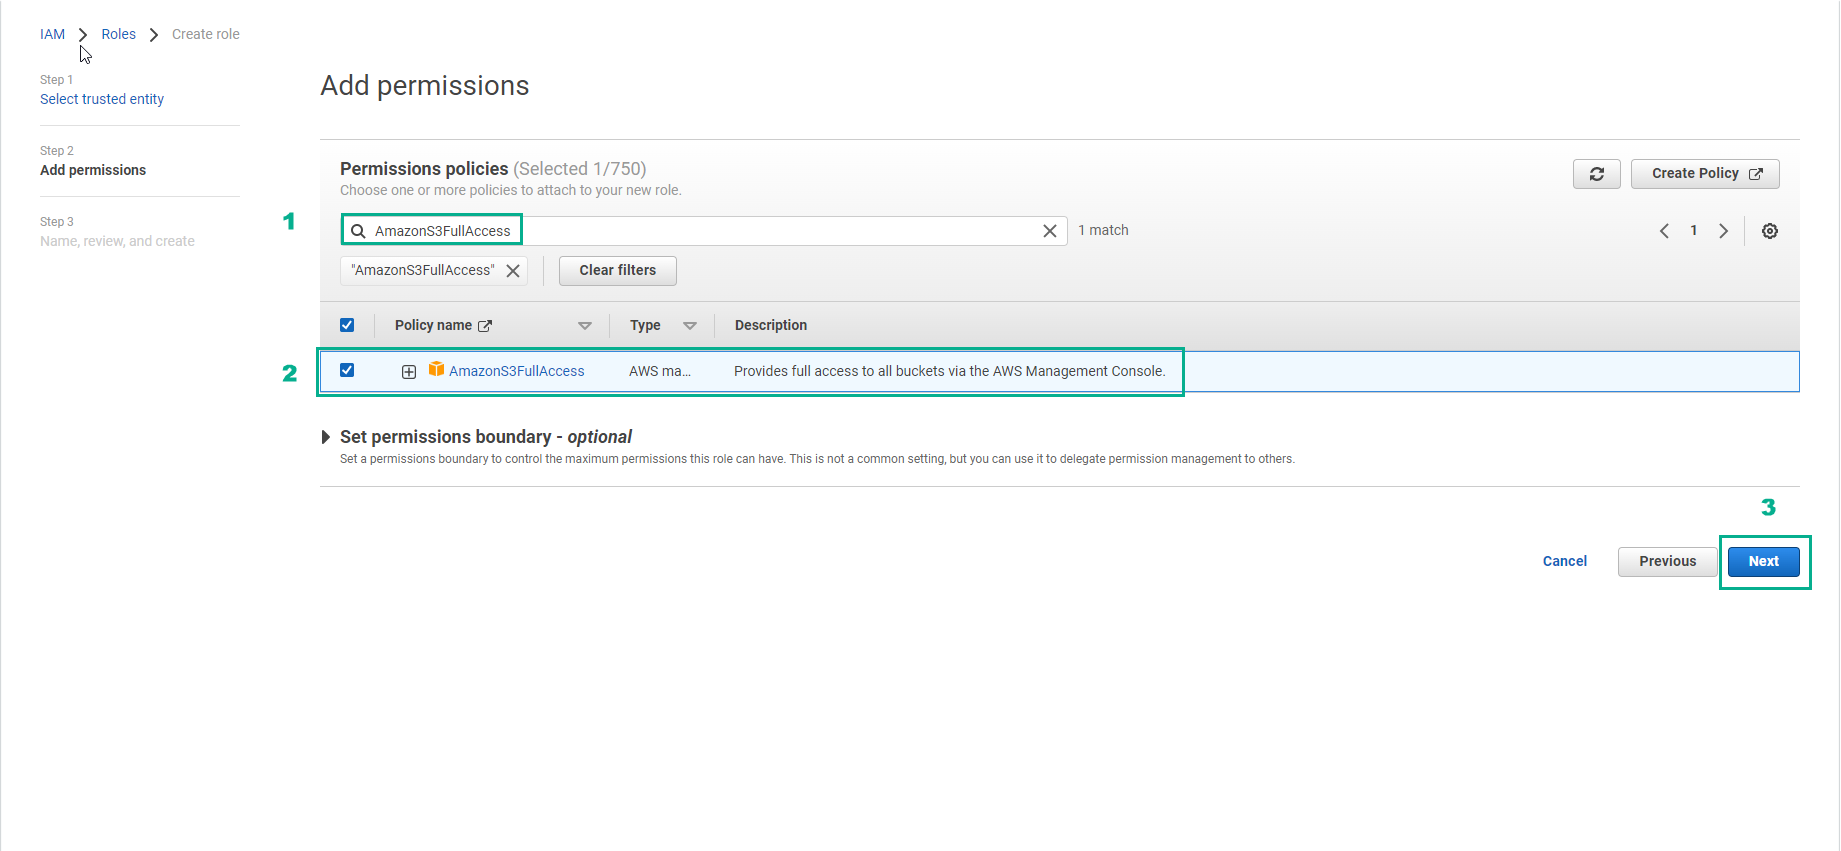 IAM > Roles > Create role
Step 1
Select trusted entity
Step 2
Add permissions
Step 3
Name, review, and create
Add permissions
Permissions policies (Selected 1/750)
Choose one or more policies to attach to your new role.
Create Policy
1
AmazonS3FullAccess
1 match
1
"AmazonS3FullAccess"
Clear filters
Policy name Type Description
2
AmazonS3FullAccess AWS ma... Provides full access to all buckets via the AWS Management Console.
Set permissions boundary - optional
Set a permissions boundary to control the maximum permissions this role can have. This is not a common setting, but you can use it to delegate permission management to others.
3
Cancel Previous Next